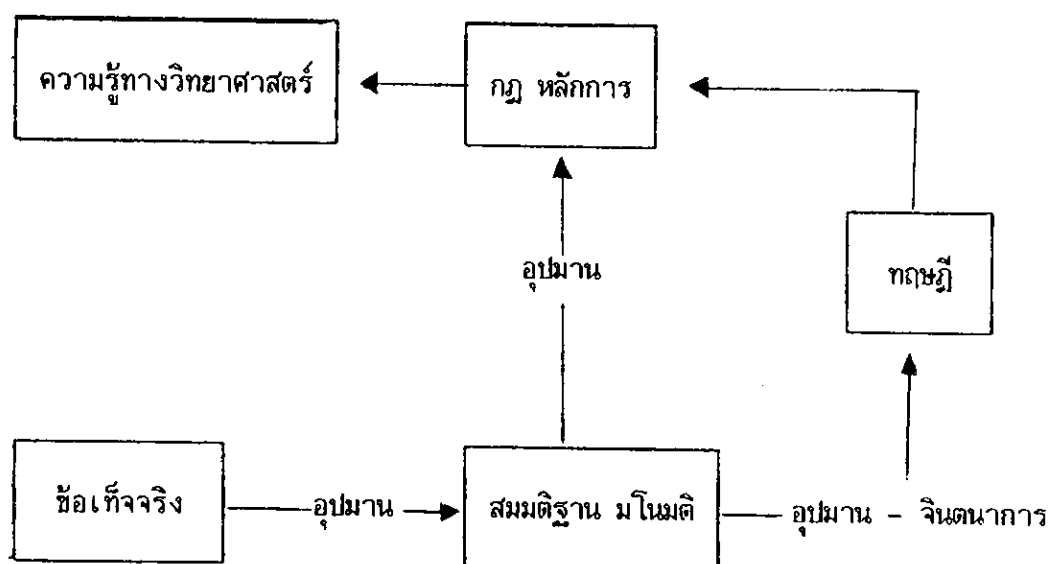 ความรู้ทางวิทยาศาสตร์
กฎ หลักการ
อุปมาน
ทฤษฎี
ข้อเท็จจริง
อุปมาน
สมมติฐาน มโนมติ
อุปมาน - จินตนาการ